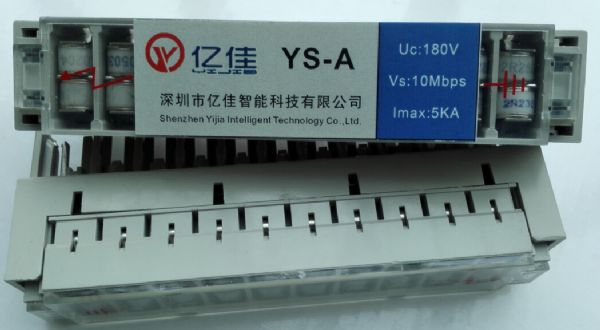 亿佳
YIJIE
YS-A
深圳市亿佳智能科技有限公司
Shenzhen Yijia Intelligent Technology Co.,Ltd.
Uc:180V
Vs:10Mbps
Imax:5KA